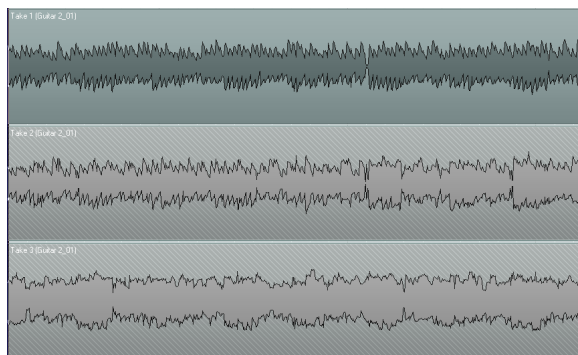 Take 1 (Guitar 2_01)
Take 2 (Guitar 2_01)
Take 3 (Guitar 2_01)